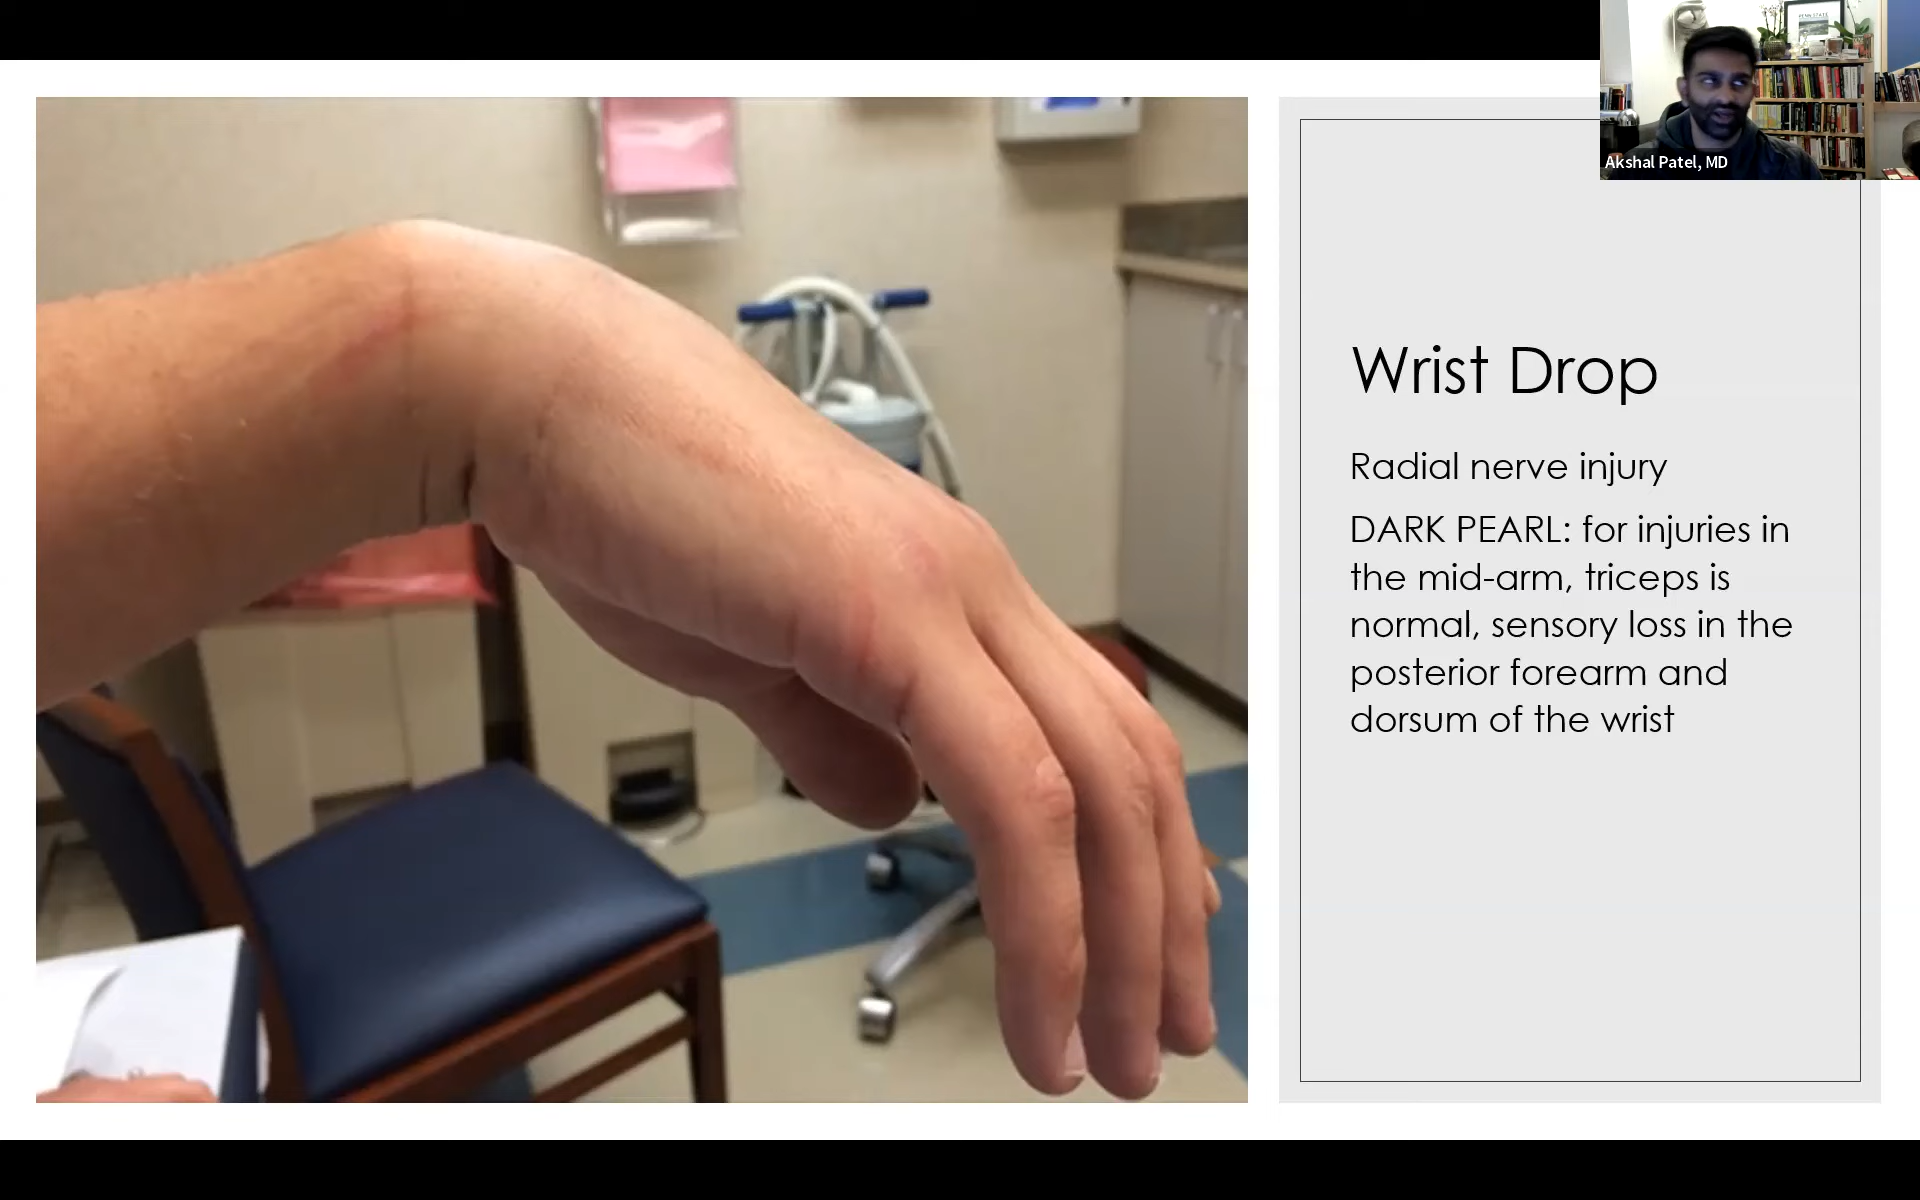 Akshal Patel, MD
Wrist Drop
Radial nerve injury
DARK PEARL: for injuries in
the mid-arm, triceps is
normal, sensory loss in the
posterior forearm and
dorsum of the wrist